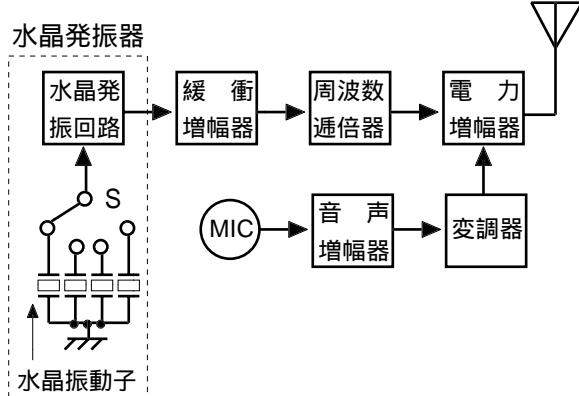 水晶発振器
水晶発
振回路
緩 衝
増幅器
周波数
逓倍器
電 力
増幅器
S
MIC
音 声
増幅器
変調器
水晶振動子